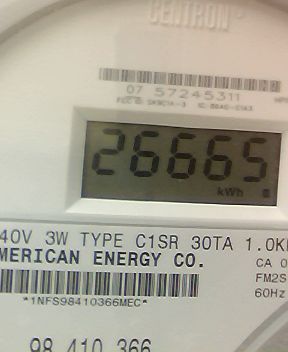 CENTRON
07 57245311
26665
kWh
40V 3W TYPE C1SR 30TA 1.0K
MERICAN ENERGY CO.
CA 0
FM2S
60Hz
*1NFS98410366MEC*
98 410 366